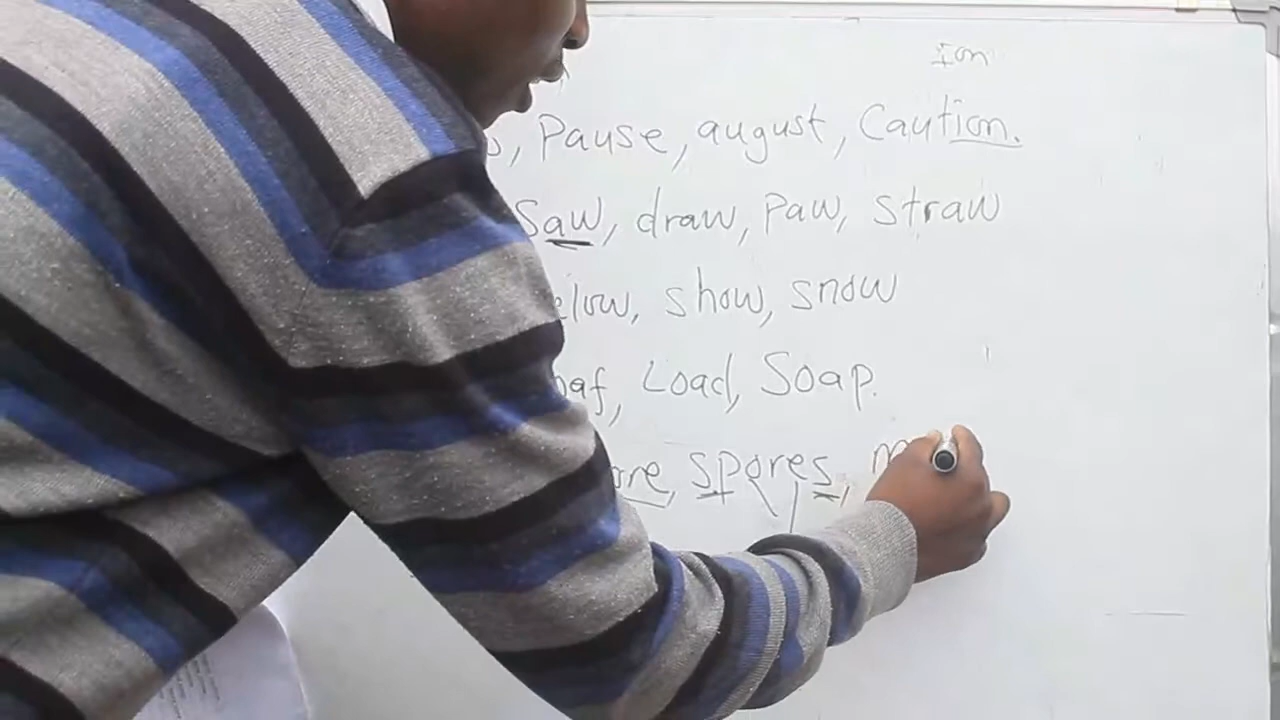 Ion
Pause, august, Caution.
Saw, draw, Paw, Straw
show, snow
Load, Soap.
spores,